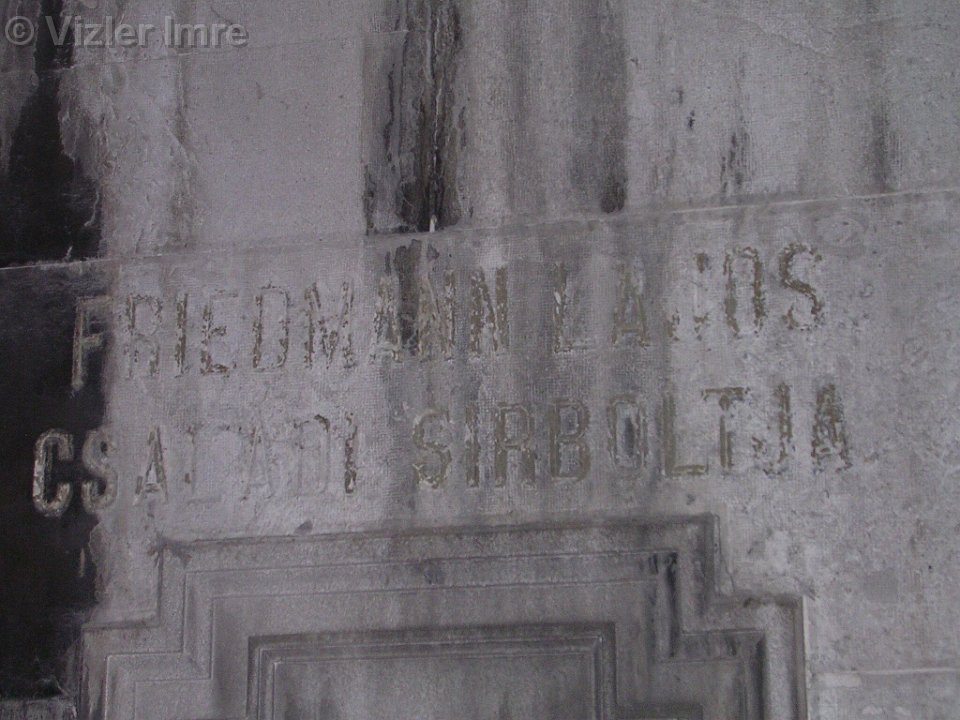 © Vizler Imre
FRIEDMANN LAJOS
CSALÁDI SIRBOLTJA